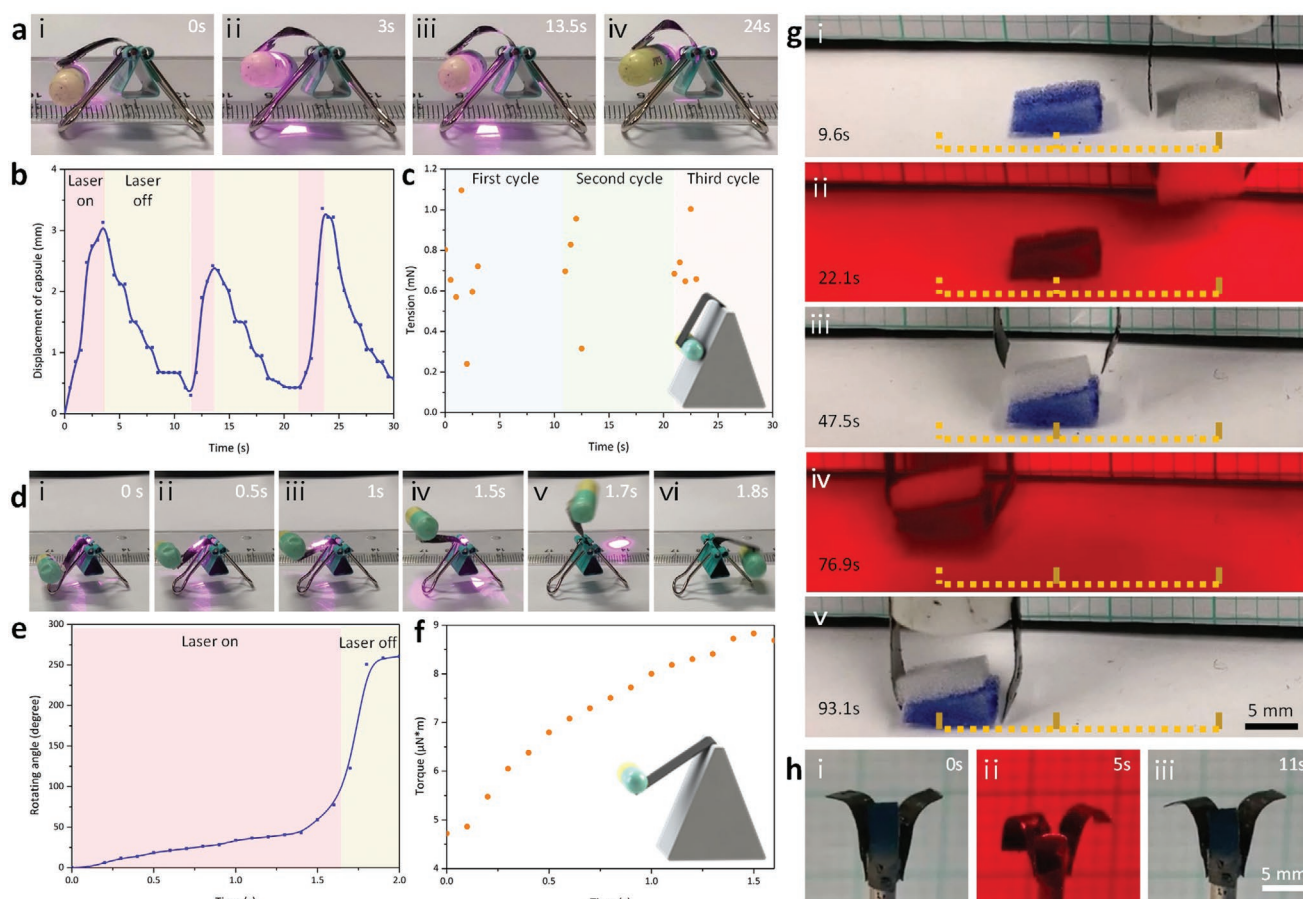 a
i
0s
ii
3s
iii
13.5s
iv
24s
b
Laser on
Laser off
Displacement of capsule (mm)
4
3
2
1
0
0
5
10
15
20
25
30
Time (s)
c
First cycle
Second cycle
Third cycle
Tension (mN)
1.2
1.0
0.8
0.6
0.4
0.2
0.0
0
5
10
15
20
25
30
Time (s)
d
i
0 s
ii
0.5s
iii
1s
iv
1.5s
v
1.7s
vi
1.8s
e
Laser on
Laser off
Rotating angle (degree)
300
250
200
150
100
50
0
0.0
0.5
1.0
1.5
2.0
f
Torque (μN*m)
9
8
7
6
5
4
0.0
0.5
1.0
1.5
g
i
9.6s
ii
22.1s
iii
47.5s
iv
76.9s
v
93.1s
5 mm
h
i
0s
ii
5s
iii
11s
5 mm